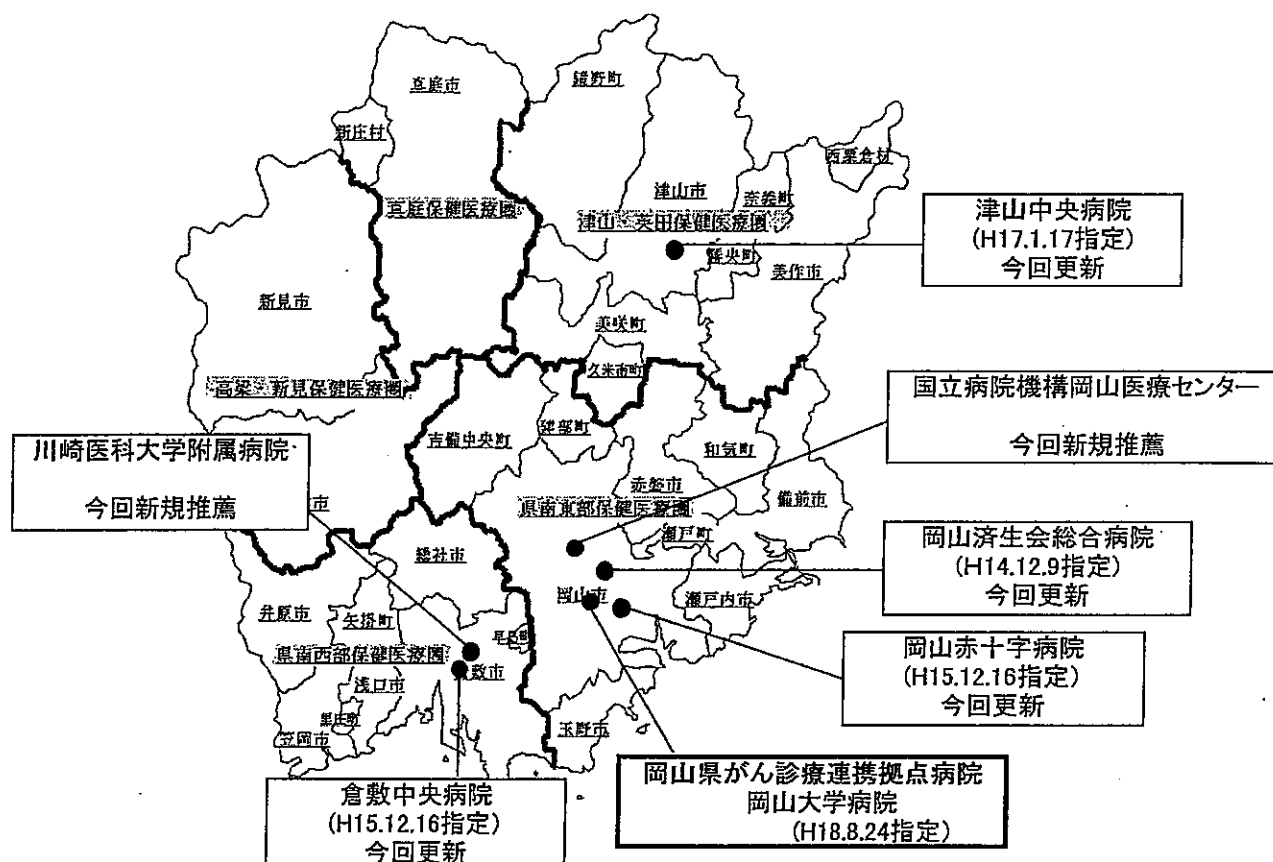 真庭市
鏡野町
新庄村
西粟倉村
津山市
奈義町
真庭保健医療圏
津山・英田保健医療圏
津山中央病院
(H17.1.17指定)
今回更新
勝央町
美作市
新見市
美咲町
久米南町
高梁・新見保健医療圏
国立病院機構岡山医療センター
今回新規推薦
川崎医科大学附属病院
今回新規推薦
吉備中央町
建部町
和気町
赤磐市
備前市
市
県南東部保健医療圏
瀬戸町
総社市
岡山済生会総合病院
(H14.12.9指定)
今回更新
岡山市
瀬戸内市
井原市
矢掛町
早島町
県南西部保健医療圏
岡山赤十字病院
(H15.12.16指定)
今回更新
敷市
浅口市
里庄町
笠岡市
玉野市
倉敷中央病院
(H15.12.16指定)
今回更新
岡山県がん診療連携拠点病院
岡山大学病院
(H18.8.24指定)